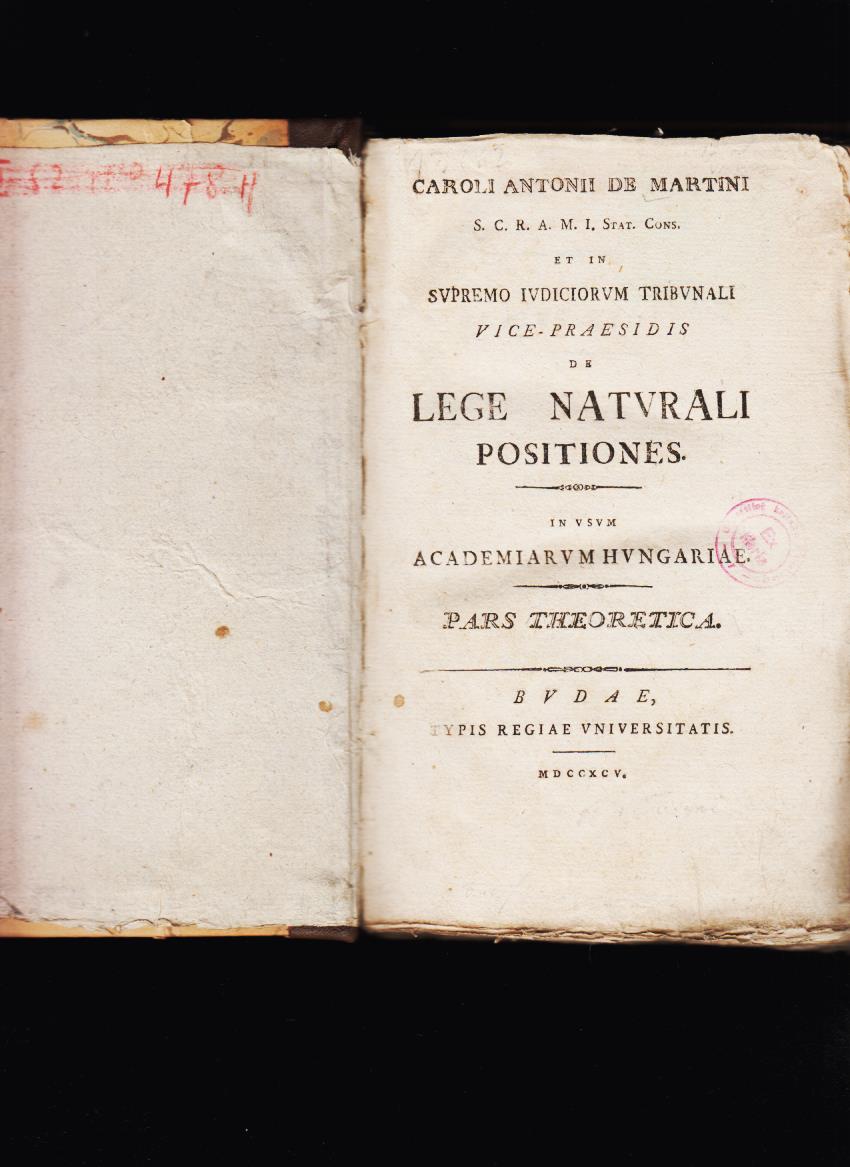 CAROLI ANTONII DE MARTINI
S. C. R. A. M. I. STAT. CONS.
ET IN
SVPREMO IVDICIORVM TRIBVNALI
VICE-PRAESIDIS
DE
LEGE NATVRALI
POSITIONES.
IN VSVM
ACADEMIARVM HVNGARIAE.
PARS THEORETICA.
BVDAE,
TYPIS REGIAE VNIVERSITATIS.
MDCCXCV.